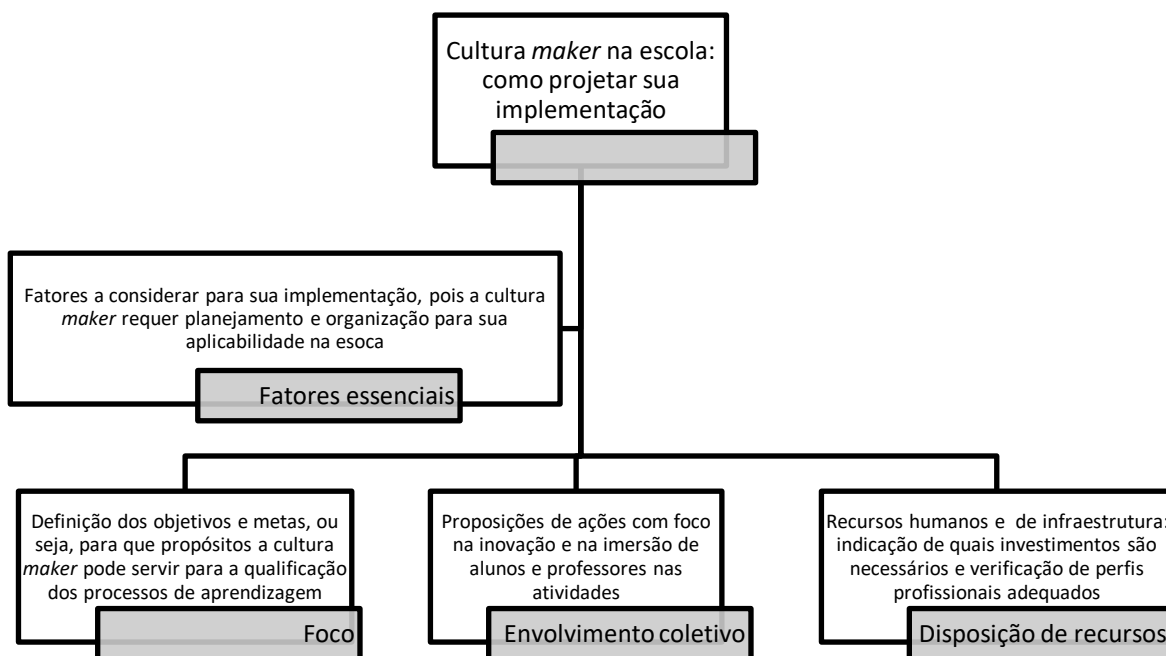 Cultura maker na escola:
como projetar sua
implementação
Fatores a considerar para sua implementação, pois a cultura
maker requer planejamento e organização para sua
aplicabilidade na esoca
Fatores essenciais
Definição dos objetivos e metas, ou
seja, para que propósitos a cultura
maker pode servir para a qualificação
dos processos de aprendizagem
Foco
Proposições de ações com foco
na inovação e na imersão de
alunos e professores nas
atividades
Envolvimento coletivo
Recursos humanos e de infraestrutura:
indicação de quais investimentos são
necessários e verificação de perfis
profissionais adequados
Disposição de recursos